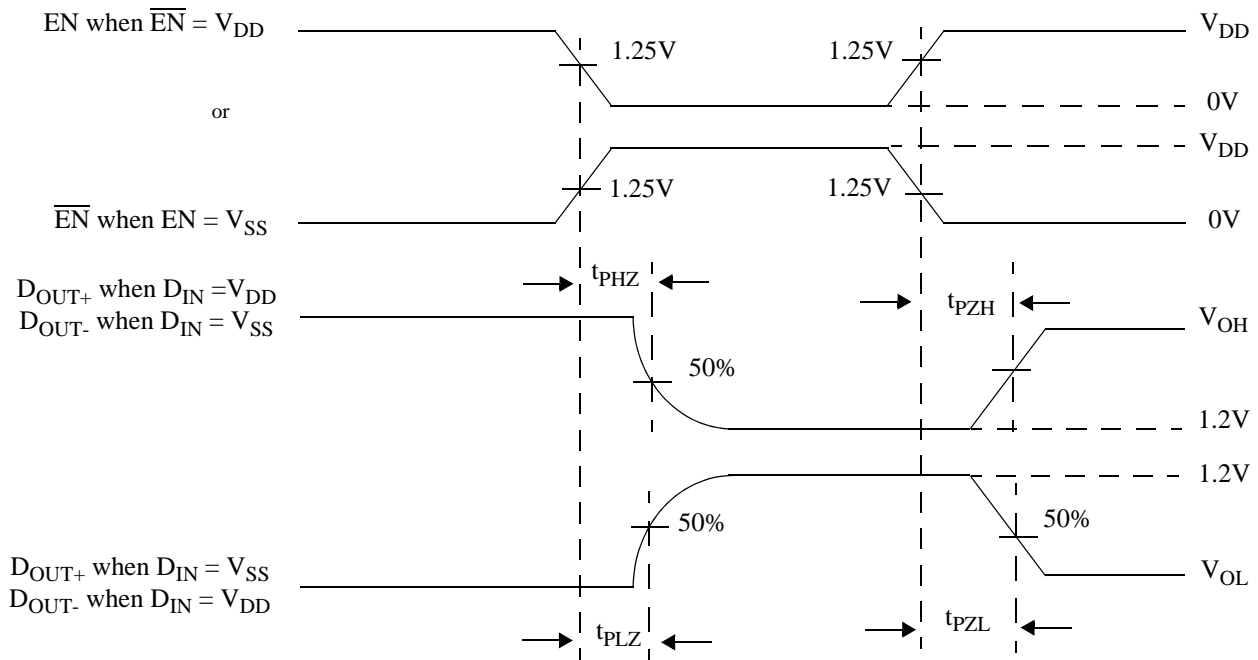 EN when E̅N̅ = VDD
1.25V
1.25V
VDD
or
0V
VDD
1.25V
1.25V
E̅N̅ when EN = VSS
0V
tPHZ
DOUT+ when DIN =VDD
DOUT- when DIN = VSS
tPZH
VOH
50%
1.2V
1.2V
50%
50%
DOUT+ when DIN = VSS
DOUT- when DIN = VDD
VOL
tPLZ
tPZL